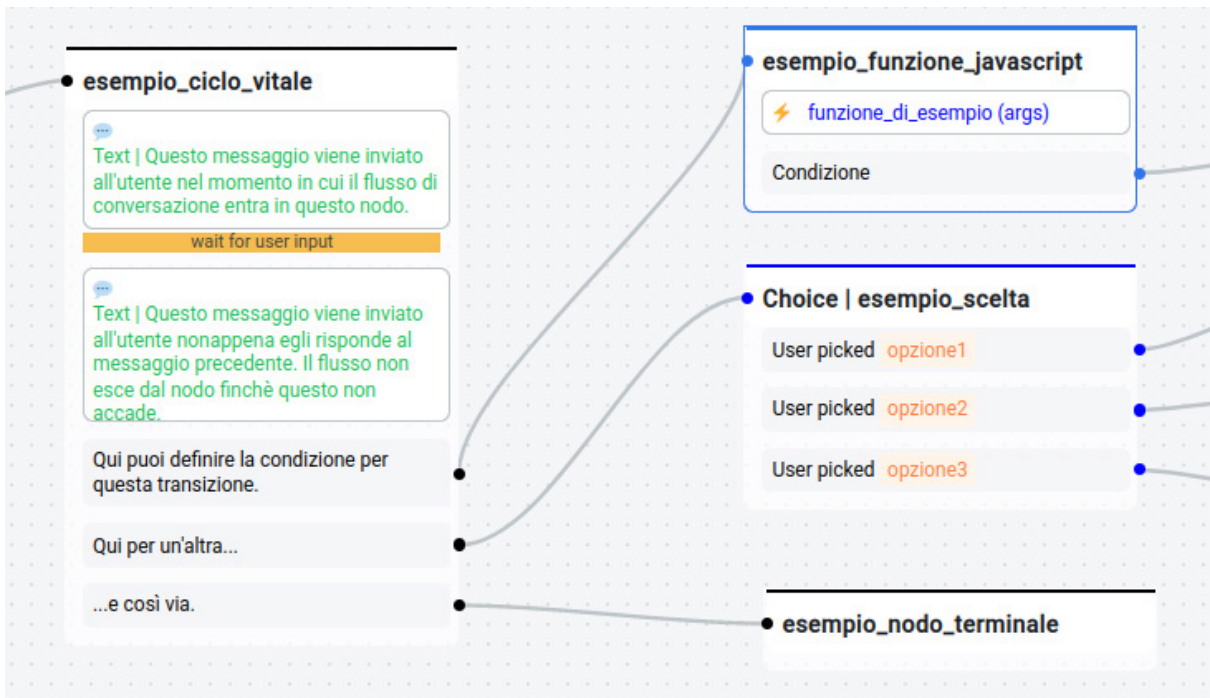 esempio_ciclo_vitale
Text | Questo messaggio viene inviato
all'utente nel momento in cui il flusso di
conversazione entra in questo nodo.
wait for user input
Text | Questo messaggio viene inviato
all'utente nonappena egli risponde al
messaggio precedente. Il flusso non
esce dal nodo finchè questo non
accade.
Qui puoi definire la condizione per
questa transizione.
Qui per un'altra...
...e così via.
esempio_funzione_javascript
funzione_di_esempio (args)
Condizione
Choice | esempio_scelta
User picked opzione1
User picked opzione2
User picked opzione3
esempio_nodo_terminale